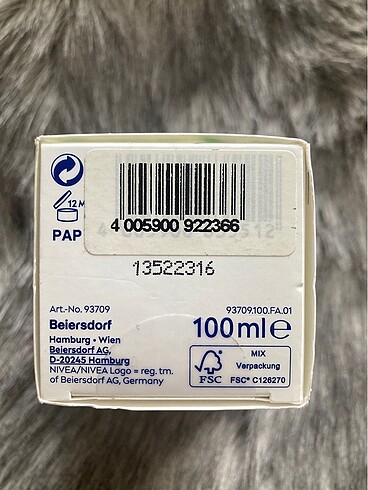 12 M
PAP
4 005900 922366
13522316
Art.-No. 93709
93709.100.FA.01
Beiersdorf
100ml℮
Hamburg • Wien
Beiersdorf AG,
D-20245 Hamburg
NIVEA/NIVEA Logo = reg. tm.
of Beiersdorf AG, Germany
FSC
MIX
Verpackung
FSC® C126270